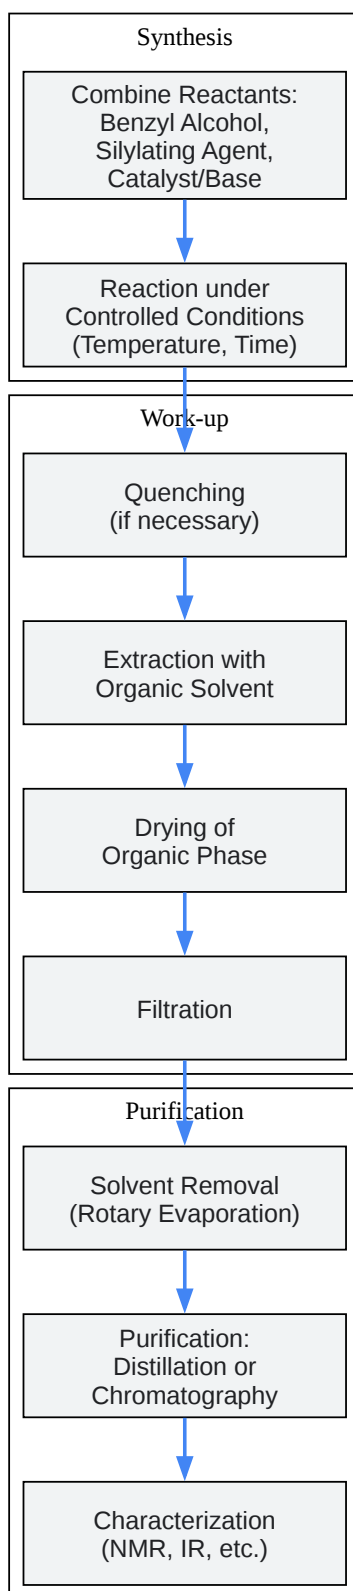 Synthesis
Combine Reactants:
Benzyl Alcohol,
Silylating Agent,
Catalyst/Base
Reaction under
Controlled Conditions
(Temperature, Time)
Work-up
Quenching
(if necessary)
Extraction with
Organic Solvent
Drying of
Organic Phase
Filtration
Purification
Solvent Removal
(Rotary Evaporation)
Purification:
Distillation or
Chromatography
Characterization
(NMR, IR, etc.)